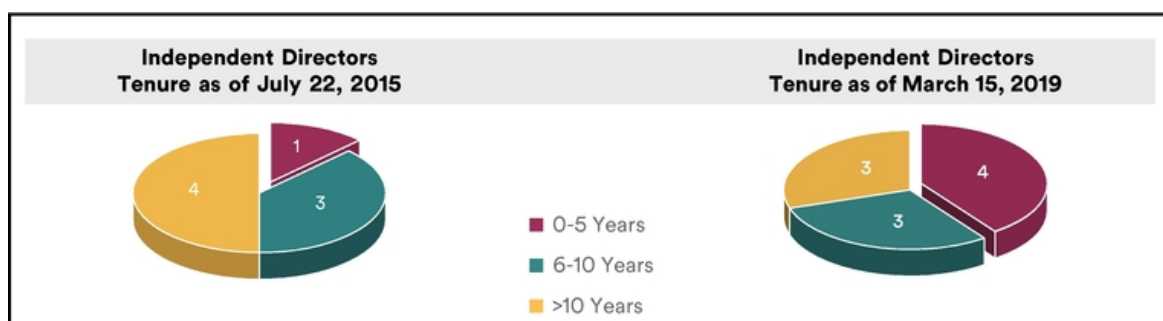 Independent Directors
Tenure as of July 22, 2015
Independent Directors
Tenure as of March 15, 2019
1
4
3
3
4
3
0-5 Years
6-10 Years
>10 Years